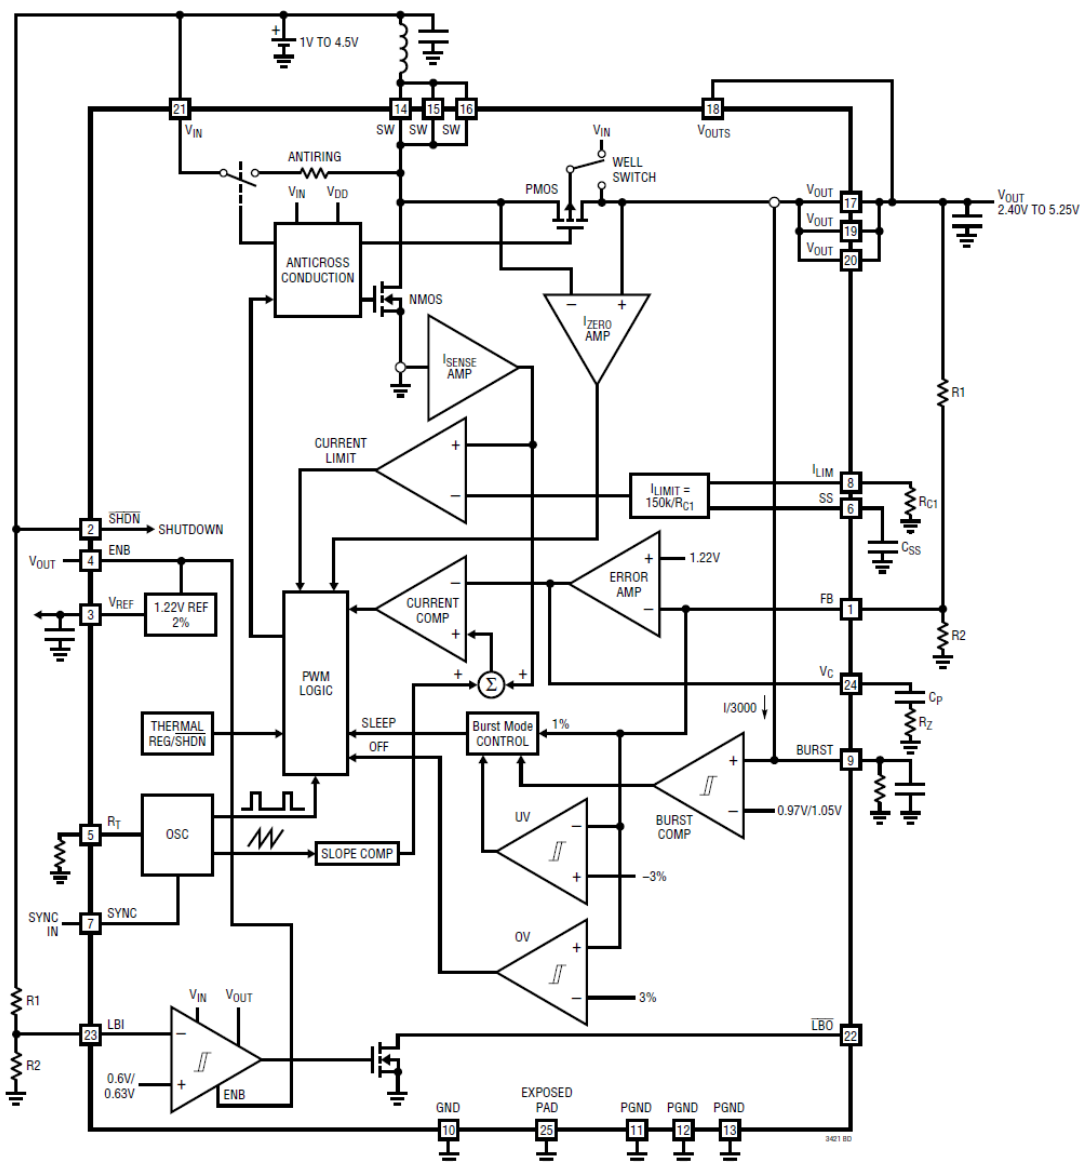 +
1V TO 4.5V
21
14
15
16
18
VIN
SW
SW
SW
VOUTS
VIN
ANTIRING
WELL
SWITCH
PMOS
VIN
VDD
VOUT
17
VOUT
2.40V TO 5.25V
VOUT
19
VOUT
20
ANTICROSS
CONDUCTION
NMOS
−
+
IZERO
AMP
ISENSE
AMP
R1
CURRENT
LIMIT
+
−
ILIMIT =
150k/RC1
ILIM
8
RC1
SS
6
CSS
SHDN
2
SHUTDOWN
ENB
VOUT
4
VREF
3
1.22V REF
2%
+
1.22V
ERROR
AMP
−
−
CURRENT
COMP
+
FB
1
R2
PWM
LOGIC
+
Σ
+
VC
24
CP
RZ
I/3000
THERMAL
REG/SHDN
SLEEP
OFF
Burst Mode
CONTROL
1%
+
BURST
9
−
0.97V/1.05V
BURST
COMP
RT
5
OSC
SLOPE COMP
UV
−
+
−3%
SYNC
IN
7
SYNC
OV
+
−
3%
R1
VIN
VOUT
23
LBI
−
LBO
22
R2
0.6V/
0.63V
+
ENB
GND
EXPOSED
PAD
PGND
PGND
PGND
10
25
11
12
13
3421 BD